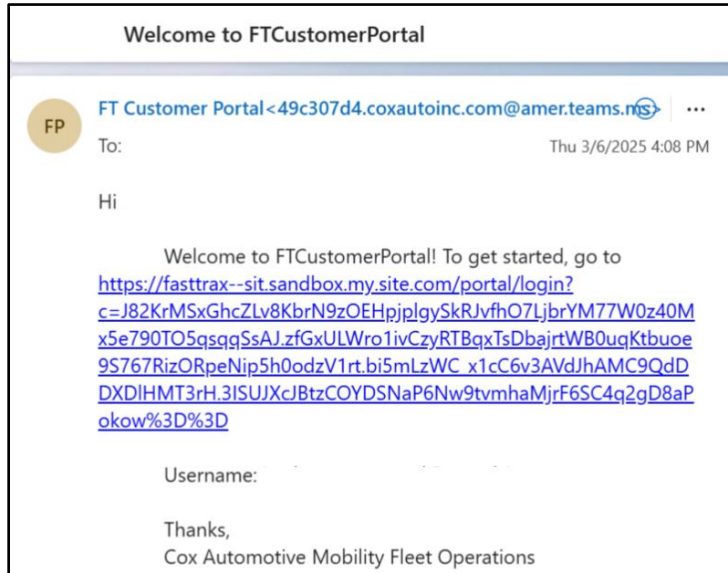 Welcome to FTCustomerPortal
FP
FT Customer Portal<49c307d4.coxautoinc.com@amer.teams.ms>
To:
Thu 3/6/2025 4:08 PM
Hi
Welcome to FTCustomerPortal! To get started, go to
https://fasttrax--sit.sandbox.my.site.com/portal/login?
c=J82KrMSxGhcZLv8KbrN9zOEHpjplgySkRJvfhO7LjbrYM77W0z40M
x5e790TO5qsqqSsAJ.zfGxULWro1ivCzyRTBqxTsDbajrtWB0uqKtbuoe
9S767RizORpeNip5h0odzV1rt.bi5mLzWC_x1cC6v3AVdJhAMC9QdD
DXDlHMT3rH.3ISUJXcJBtzCOYDSNaP6Nw9tvmhaMjrF6SC4q2gD8aP
okow%3D%3D
Username:
Thanks,
Cox Automotive Mobility Fleet Operations